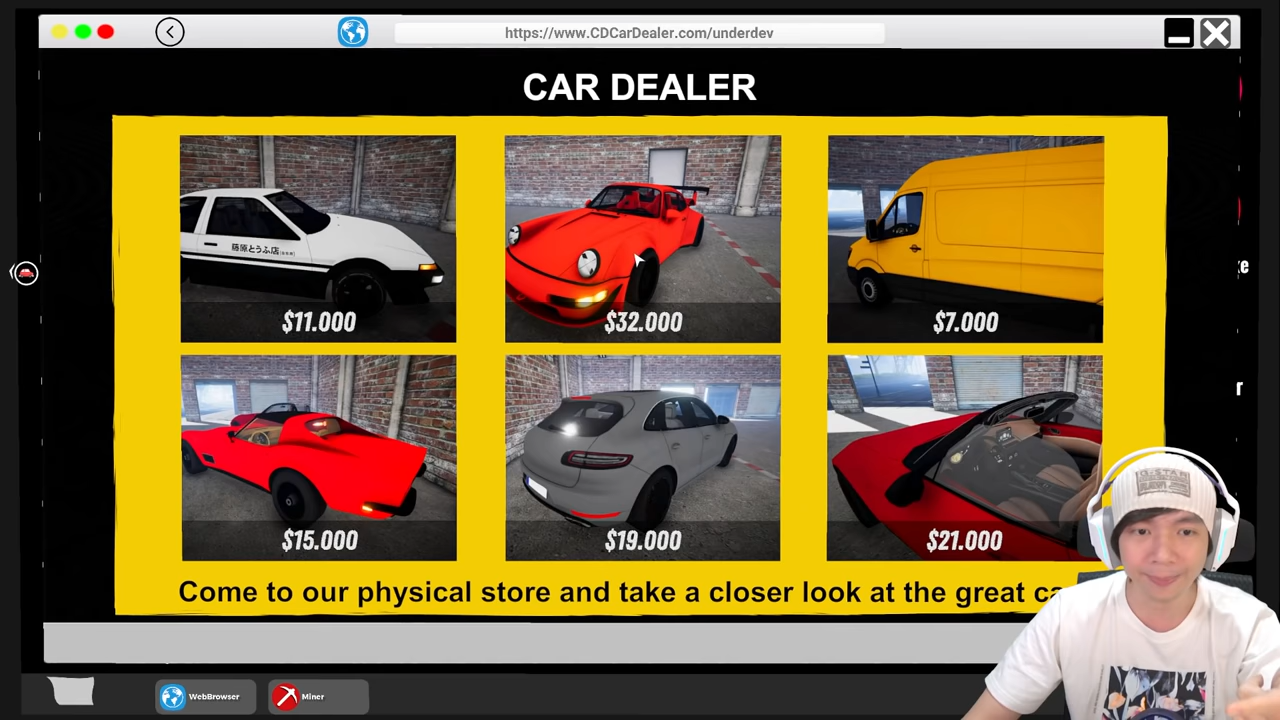 https://www.CDCarDealer.com/underdev
CAR DEALER
藤原とうふ店
$11.000
$32.000
$7.000
$15.000
$19.000
$21.000
Come to our physical store and take a closer look at the great
G-STAR
RAW
WebBrowser
Miner